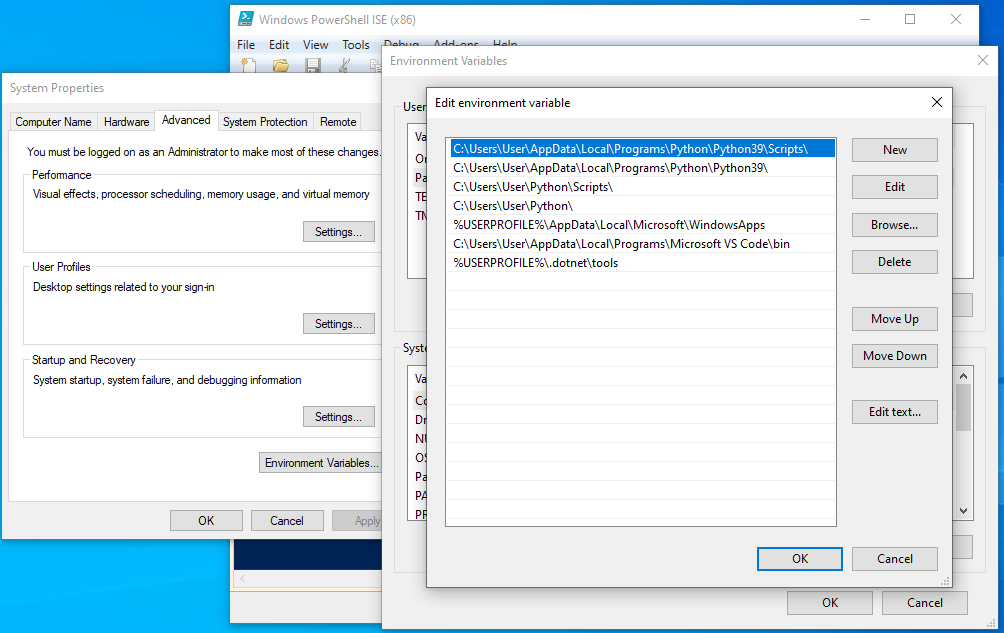 Windows PowerShell ISE (x86)
File Edit View Tools Debug Add-ons Help
Environment Variables
System Properties
Computer Name Hardware Advanced System Protection Remote
You must be logged on as an Administrator to make most of these changes.
Performance
Visual effects, processor scheduling, memory usage, and virtual memory
Settings...
User Profiles
Desktop settings related to your sign-in
Settings...
Startup and Recovery
System startup, system failure, and debugging information
Settings...
Environment Variables...
OK Cancel Apply
User
Va
On
Pa
TE
TM
Syste
Va
Co
Dr
NU
OS
Pa
PA
PR
Edit environment variable
C:\Users\User\AppData\Local\Programs\Python\Python39\Scripts\
C:\Users\User\AppData\Local\Programs\Python\Python39\
C:\Users\User\Python\Scripts\
C:\Users\User\Python\
%USERPROFILE%\AppData\Local\Microsoft\WindowsApps
C:\Users\User\AppData\Local\Programs\Microsoft VS Code\bin
%USERPROFILE%\.dotnet\tools
New
Edit
Browse...
Delete
Move Up
Move Down
Edit text...
OK Cancel
OK Cancel